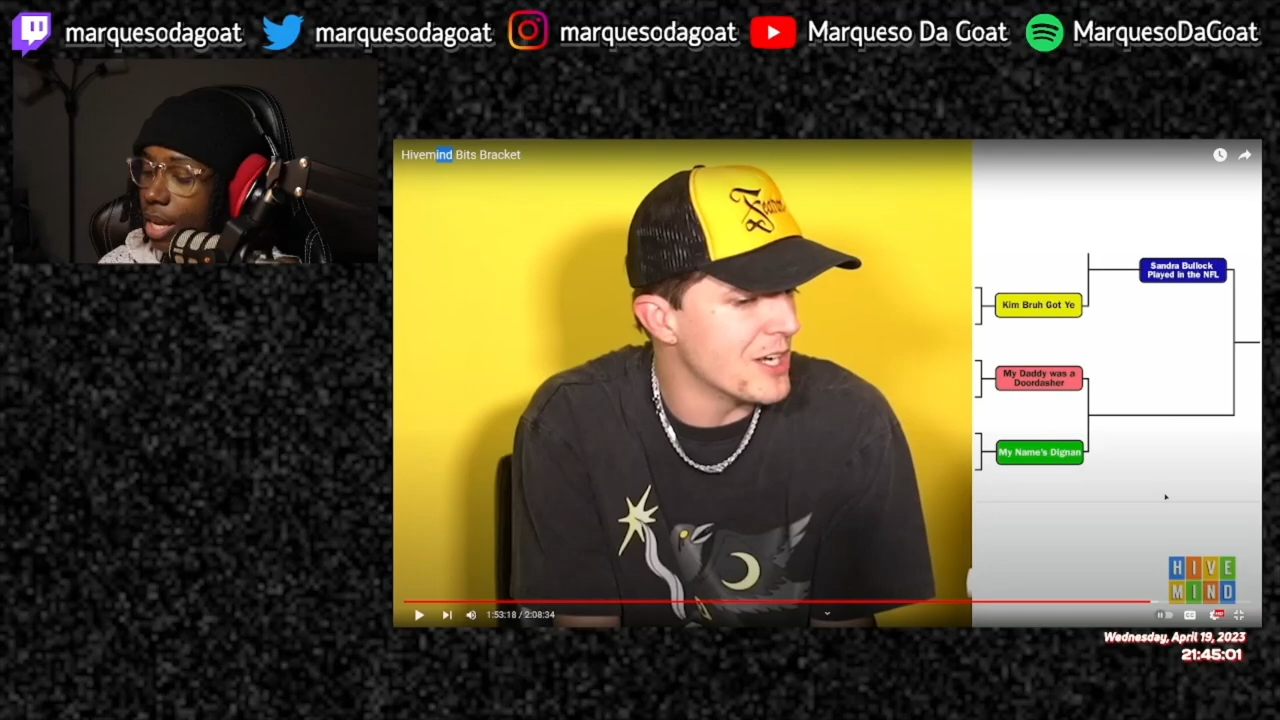 marquesodagoat
marquesodagoat
marquesodagoat
Marqueso Da Goat
MarquesoDaGoat
Hivemind Bits Bracket
Sandra Bullock
Played in the NFL
Kim Bruh Got Ye
My Daddy was a
Doordasher
My Name's Dignan
HIVE
MIND
1:53:18 / 2:08:34
Wednesday, April 19, 2023
21:45:01